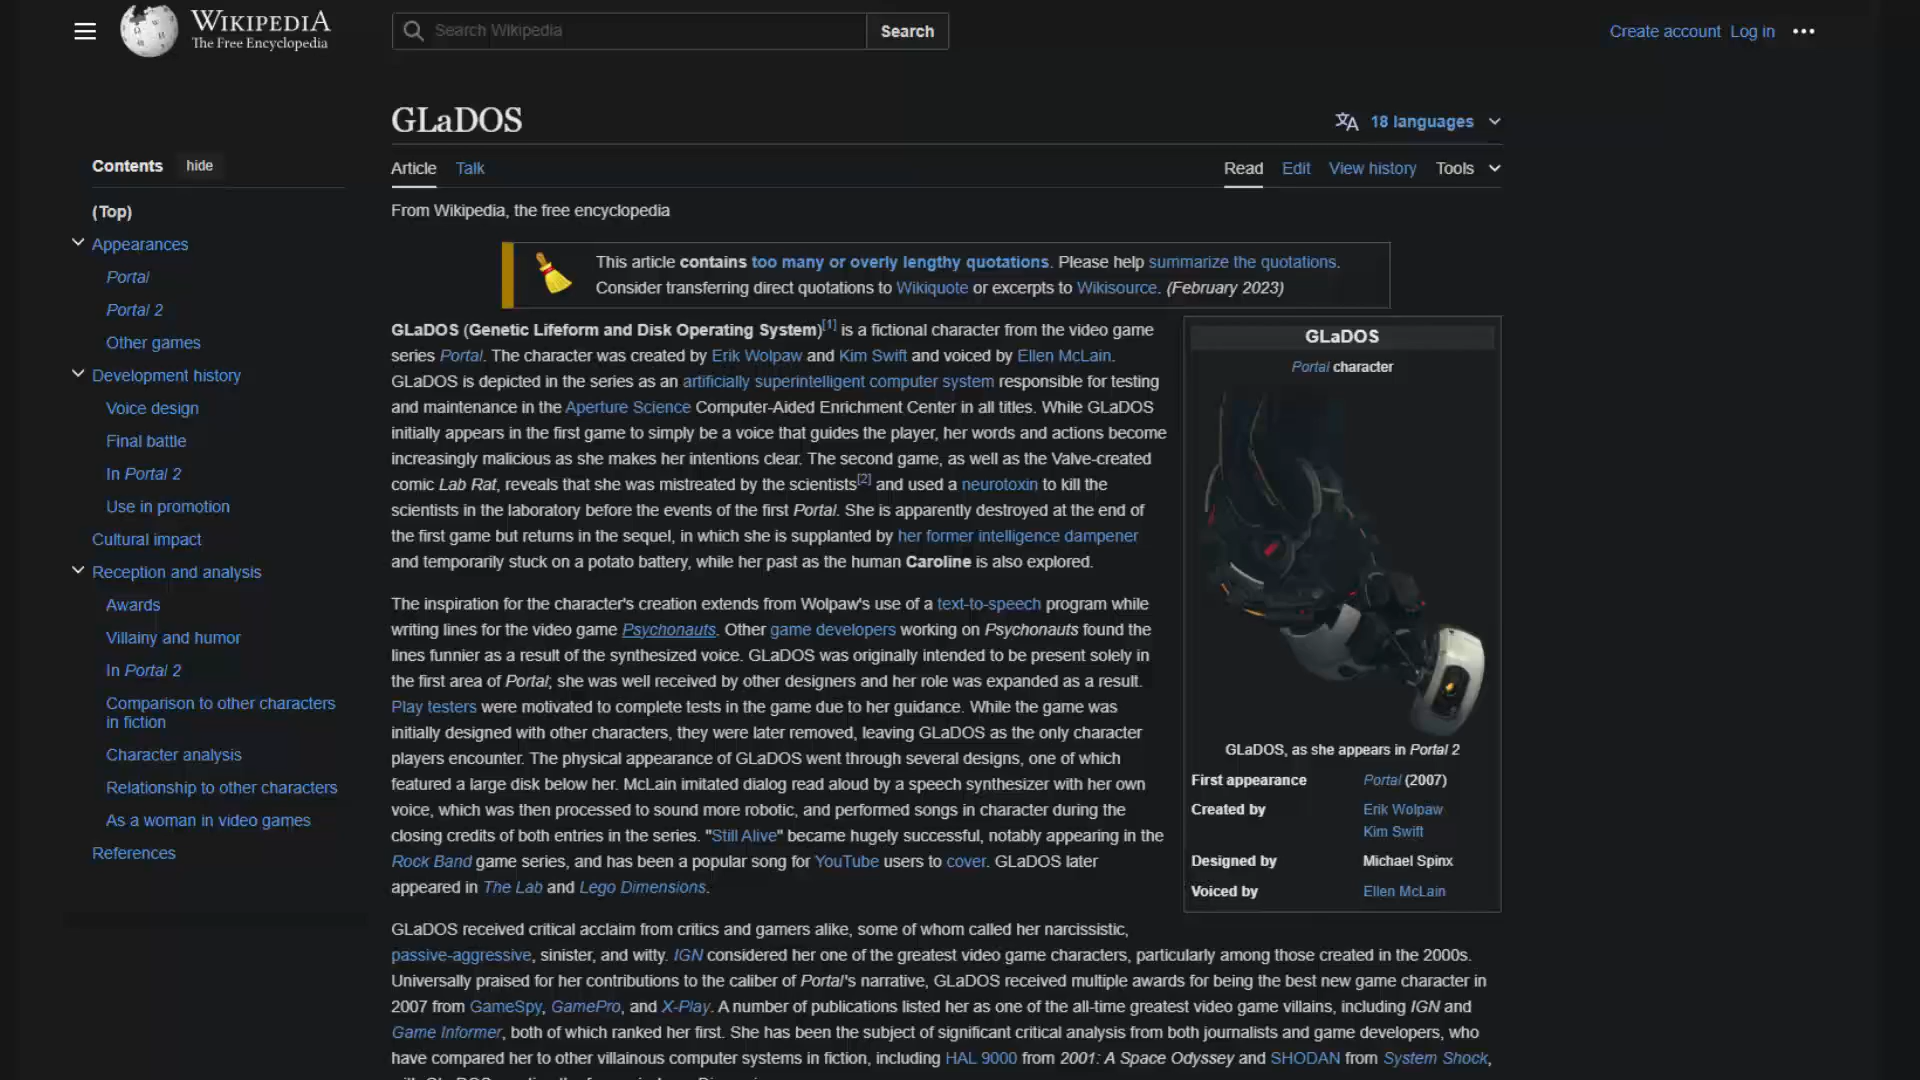 WIKIPEDIA
The Free Encyclopedia
Search Wikipedia
Search
Create account Log in
GLaDOS
18 languages
Contents hide
Article Talk
Read Edit View history Tools
(Top)
Appearances
Portal
Portal 2
Other games
Development history
Voice design
Final battle
In Portal 2
Use in promotion
Cultural impact
Reception and analysis
Awards
Villainy and humor
In Portal 2
Comparison to other characters
in fiction
Character analysis
Relationship to other characters
As a woman in video games
References
From Wikipedia, the free encyclopedia
This article contains too many or overly lengthy quotations. Please help summarize the quotations.
Consider transferring direct quotations to Wikiquote or excerpts to Wikisource. (February 2023)
GLaDOS (Genetic Lifeform and Disk Operating System)[1] is a fictional character from the video game
series Portal. The character was created by Erik Wolpaw and Kim Swift and voiced by Ellen McLain.
GLaDOS is depicted in the series as an artificially superintelligent computer system responsible for testing
and maintenance in the Aperture Science Computer-Aided Enrichment Center in all titles. While GLaDOS
initially appears in the first game to simply be a voice that guides the player, her words and actions become
increasingly malicious as she makes her intentions clear. The second game, as well as the Valve-created
comic Lab Rat, reveals that she was mistreated by the scientists[2] and used a neurotoxin to kill the
scientists in the laboratory before the events of the first Portal. She is apparently destroyed at the end of
the first game but returns in the sequel, in which she is supplanted by her former intelligence dampener
and temporarily stuck on a potato battery, while her past as the human Caroline is also explored.
The inspiration for the character's creation extends from Wolpaw's use of a text-to-speech program while
writing lines for the video game Psychonauts. Other game developers working on Psychonauts found the
lines funnier as a result of the synthesized voice. GLaDOS was originally intended to be present solely in
the first area of Portal; she was well received by other designers and her role was expanded as a result.
Play testers were motivated to complete tests in the game due to her guidance. While the game was
initially designed with other characters, they were later removed, leaving GLaDOS as the only character
players encounter. The physical appearance of GLaDOS went through several designs, one of which
featured a large disk below her. McLain imitated dialog read aloud by a speech synthesizer with her own
voice, which was then processed to sound more robotic, and performed songs in character during the
closing credits of both entries in the series. "Still Alive" became hugely successful, notably appearing in the
Rock Band game series, and has been a popular song for YouTube users to cover. GLaDOS later
appeared in The Lab and Lego Dimensions.
GLaDOS received critical acclaim from critics and gamers alike, some of whom called her narcissistic,
passive-aggressive, sinister, and witty. IGN considered her one of the greatest video game characters, particularly among those created in the 2000s.
Universally praised for her contributions to the caliber of Portal's narrative, GLaDOS received multiple awards for being the best new game character in
2007 from GameSpy, GamePro, and X-Play. A number of publications listed her as one of the all-time greatest video game villains, including IGN and
Game Informer, both of which ranked her first. She has been the subject of significant critical analysis from both journalists and game developers, who
have compared her to other villainous computer systems in fiction, including HAL 9000 from 2001: A Space Odyssey and SHODAN from System Shock,
GLaDOS
Portal character
GLaDOS, as she appears in Portal 2
First appearance Portal (2007)
Created by Erik Wolpaw
Kim Swift
Designed by Michael Spinx
Voiced by Ellen McLain